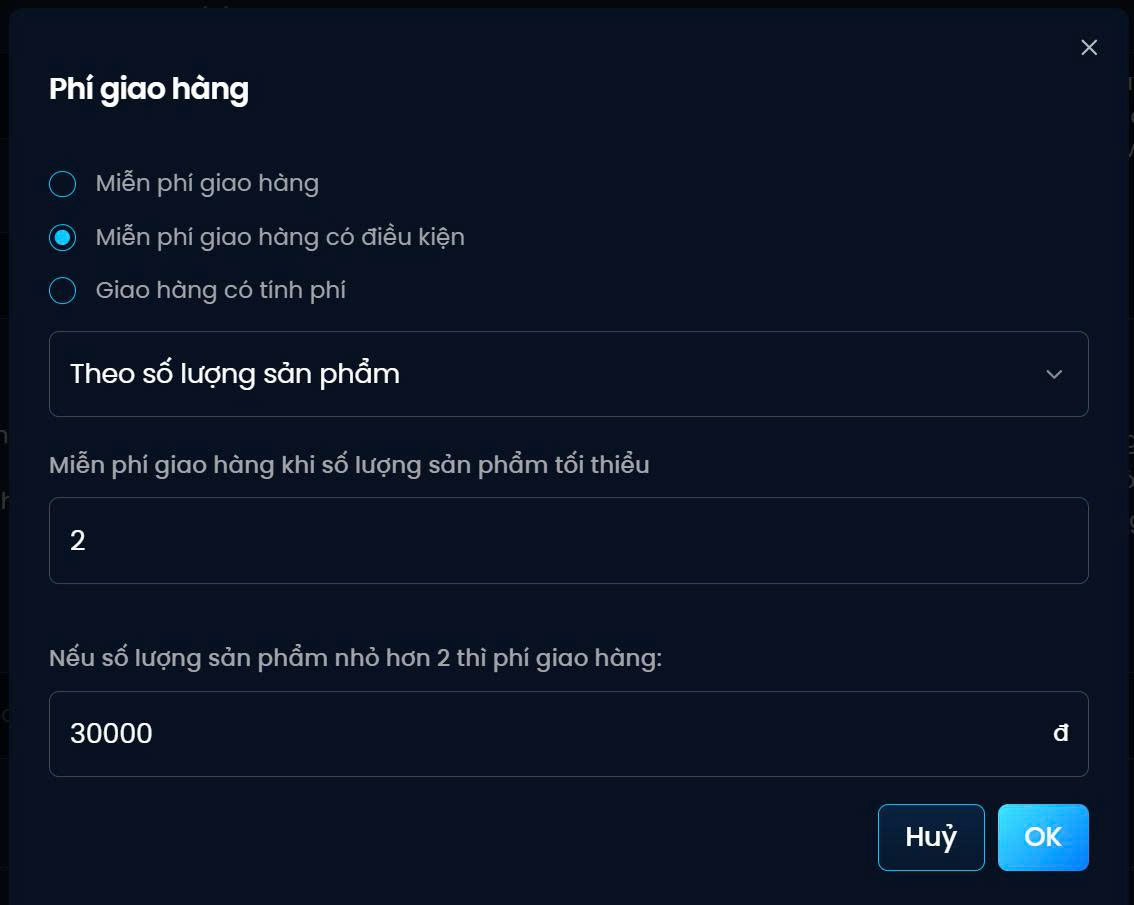 Phí giao hàng
Miễn phí giao hàng
Miễn phí giao hàng có điều kiện
Giao hàng có tính phí
Theo số lượng sản phẩm
Miễn phí giao hàng khi số lượng sản phẩm tối thiểu
2
Nếu số lượng sản phẩm nhỏ hơn 2 thì phí giao hàng:
30000 đ
Huỷ OK